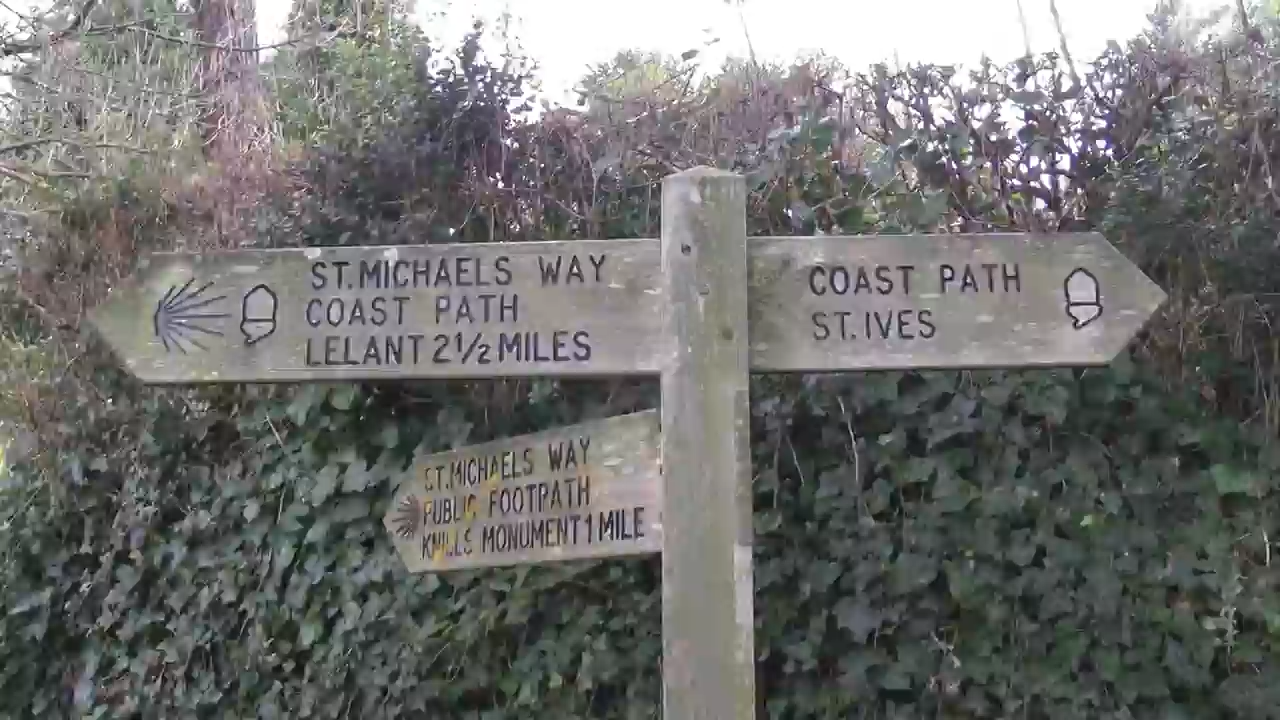 ST.MICHAELS WAY
COAST PATH
LELANT 2½ MILES
COAST PATH
ST.IVES
ST.MICHAELS WAY
PUBLIC FOOTPATH
KNILLS MONUMENT 1 MILE